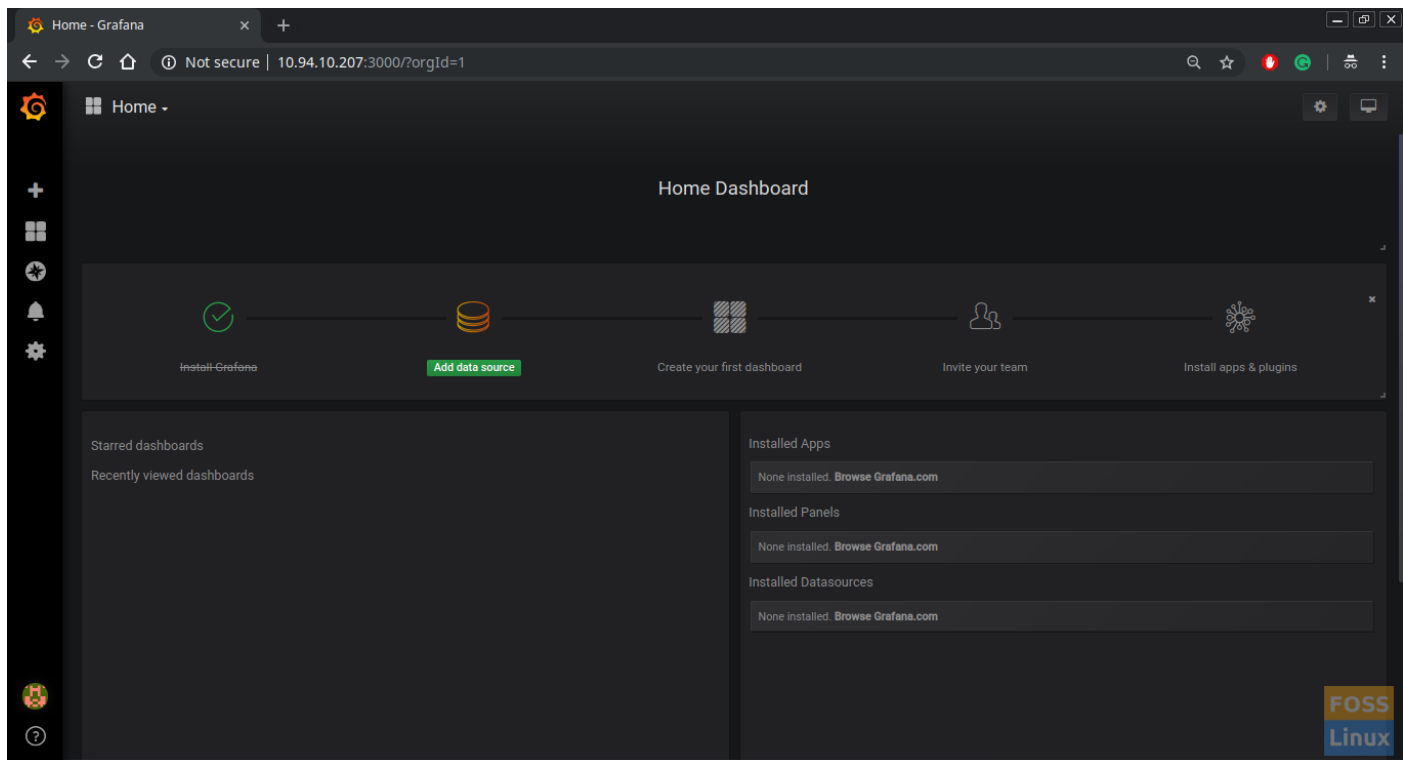 Home - Grafana
Not secure | 10.94.10.207:3000/?orgId=1
Home
Home Dashboard
Install Grafana
Add data source
Create your first dashboard
Invite your team
Install apps & plugins
Starred dashboards
Recently viewed dashboards
Installed Apps
None installed. Browse Grafana.com
Installed Panels
None installed. Browse Grafana.com
Installed Datasources
None installed. Browse Grafana.com
FOSS
Linux